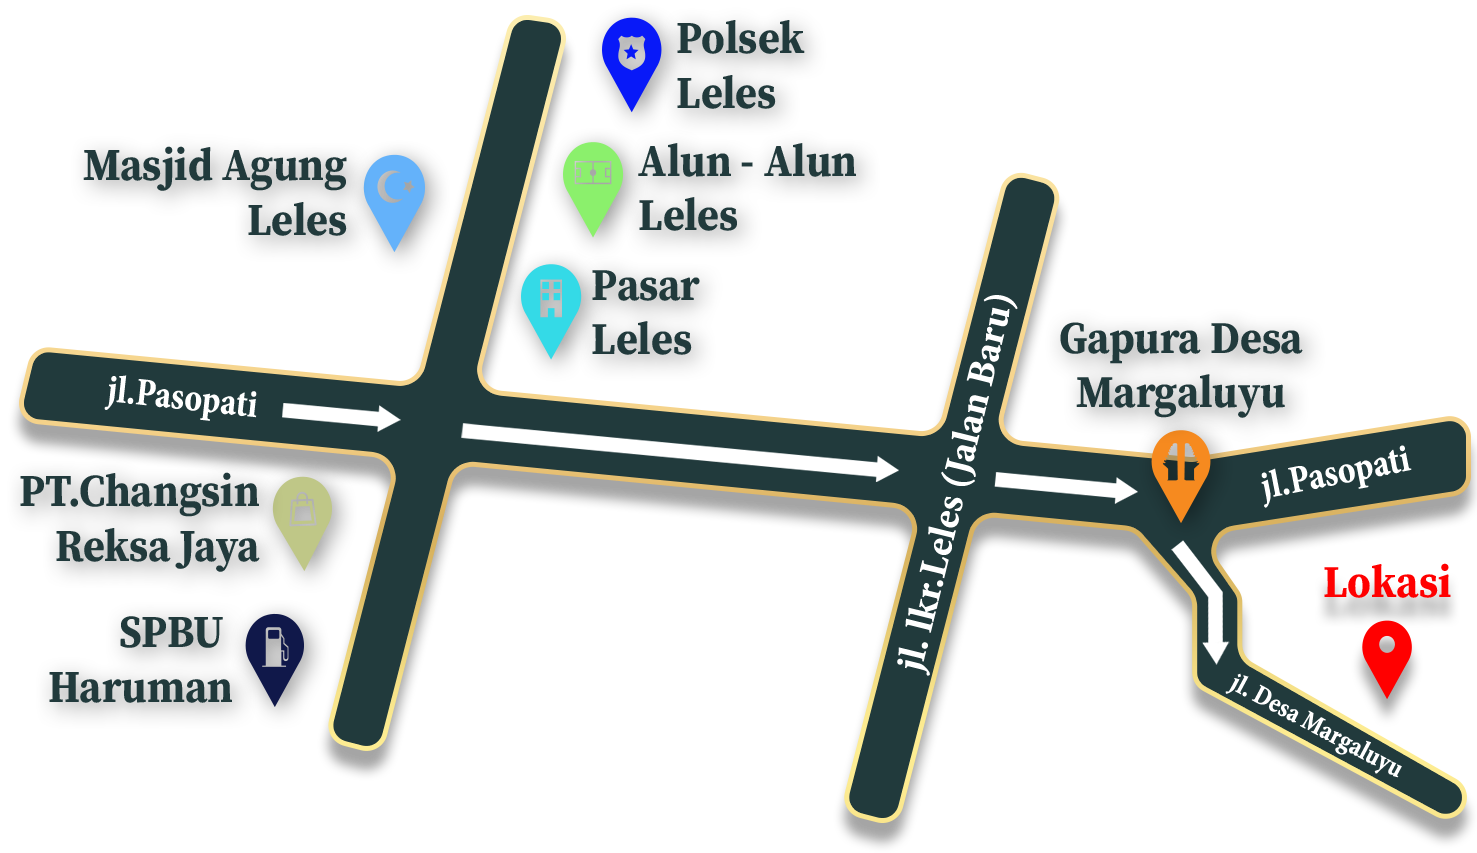 Polsek
Leles
Masjid Agung
Leles
Alun - Alun
Leles
Pasar
Leles
jl.Pasopati
jl. lkr.Leles (Jalan Baru)
Gapura Desa
Margaluyu
jl.Pasopati
PT.Changsin
Reksa Jaya
SPBU
Haruman
Lokasi
jl. Desa Margaluyu